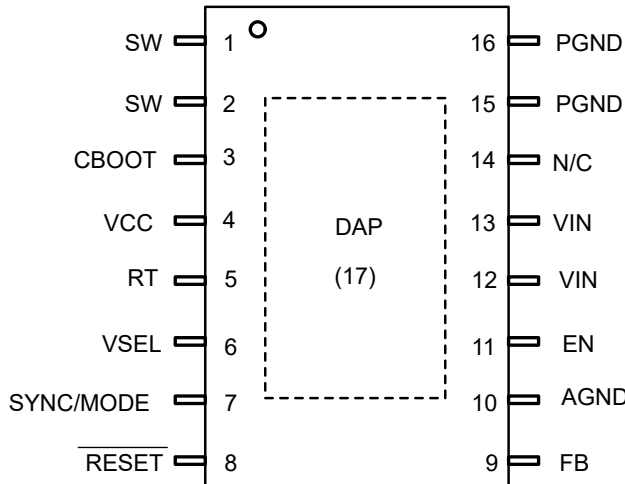 SW 1 16 PGND
SW 2 15 PGND
CBOOT 3 14 N/C
VCC 4 DAP 13 VIN
RT 5 (17) 12 VIN
VSEL 6 11 EN
SYNC/MODE 7 10 AGND
RESET 8 9 FB